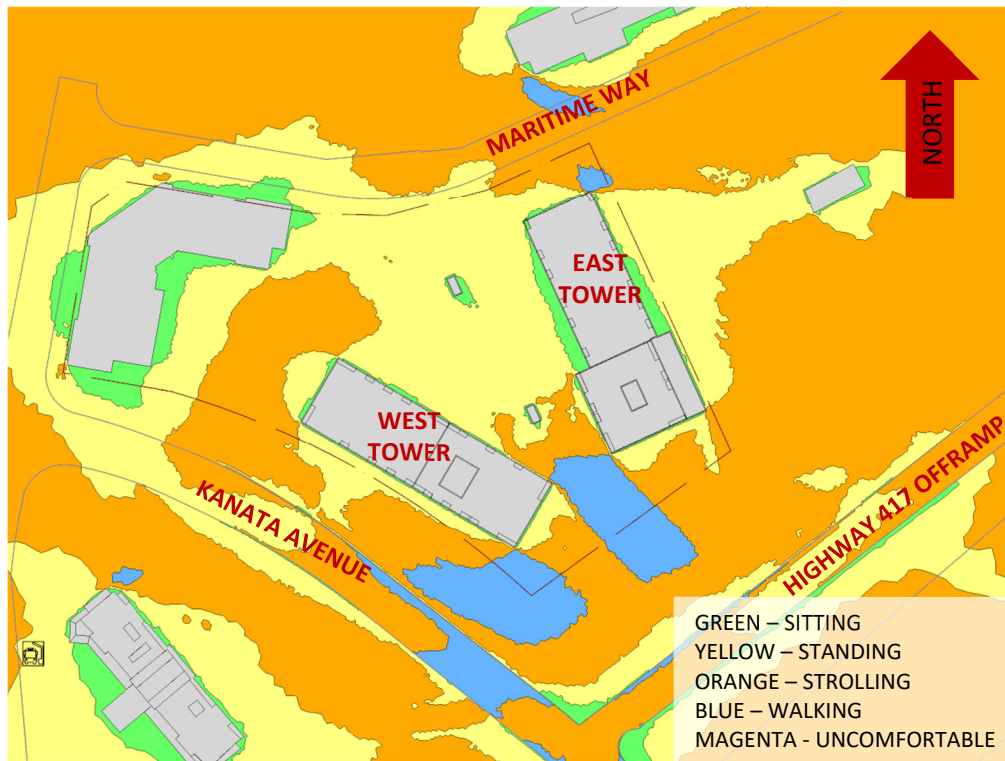 MARITIME WAY
NORTH
EAST
TOWER
WEST
TOWER
KANATA AVENUE
HIGHWAY 417 OFFRAMP
GREEN – SITTING
YELLOW – STANDING
ORANGE – STROLLING
BLUE – WALKING
MAGENTA - UNCOMFORTABLE